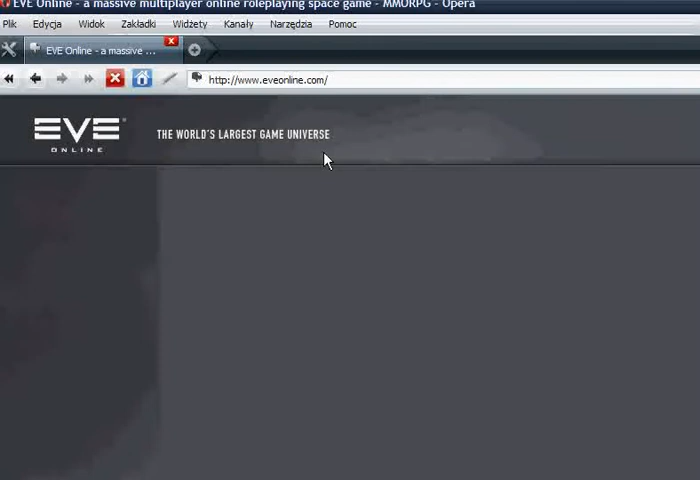 EVE Online - a massive multiplayer online roleplaying space game - MMORPG - Opera
Plik Edycja Widok Zakładki Widżety Kanały Narzędzia Pomoc
EVE Online - a massive ...
http://www.eveonline.com/
EVE ONLINE
THE WORLD'S LARGEST GAME UNIVERSE